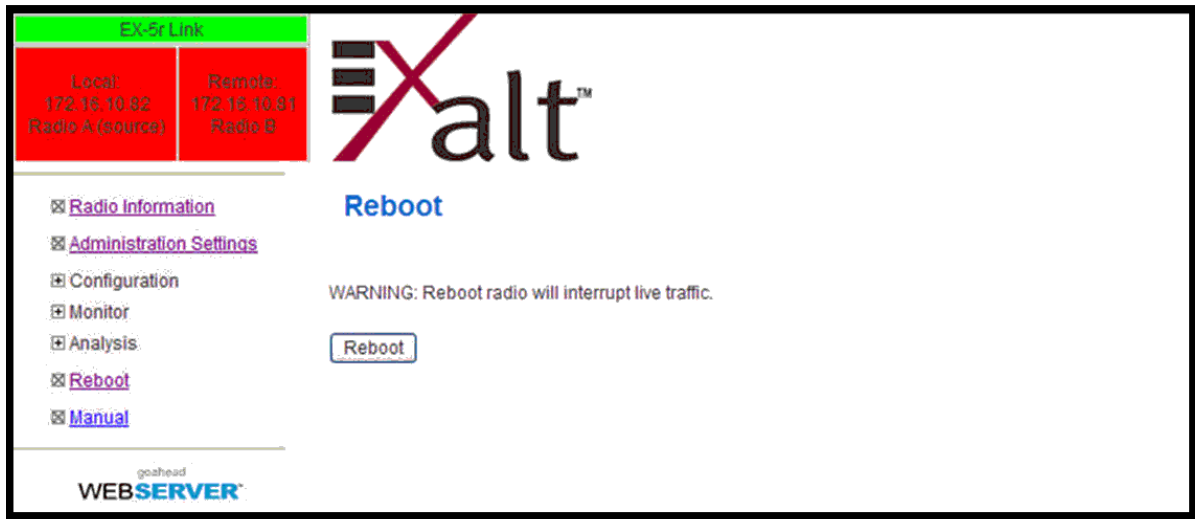 EX-5r Link
Local:
172.16.10.82
Radio A (source)
Remote:
172.16.10.81
Radio B
EXalt™
Radio Information
Administration Settings
Configuration
Monitor
Analysis
Reboot
Manual
goahead
WEBSERVER
Reboot
WARNING: Reboot radio will interrupt live traffic.
Reboot